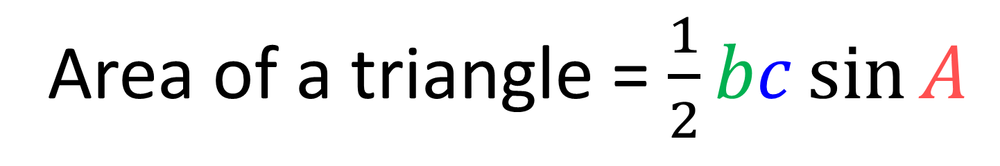 Area of a triangle = 1/2 bc sin A